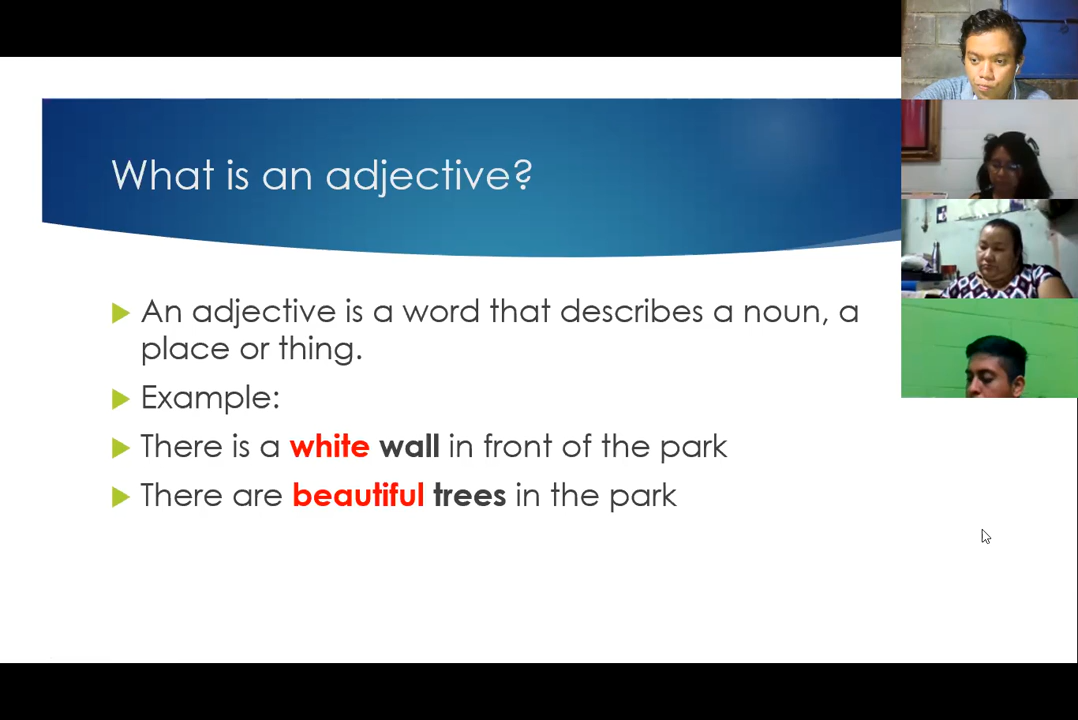 What is an adjective?
An adjective is a word that describes a noun, a
place or thing.
Example:
There is a white wall in front of the park
There are beautiful trees in the park